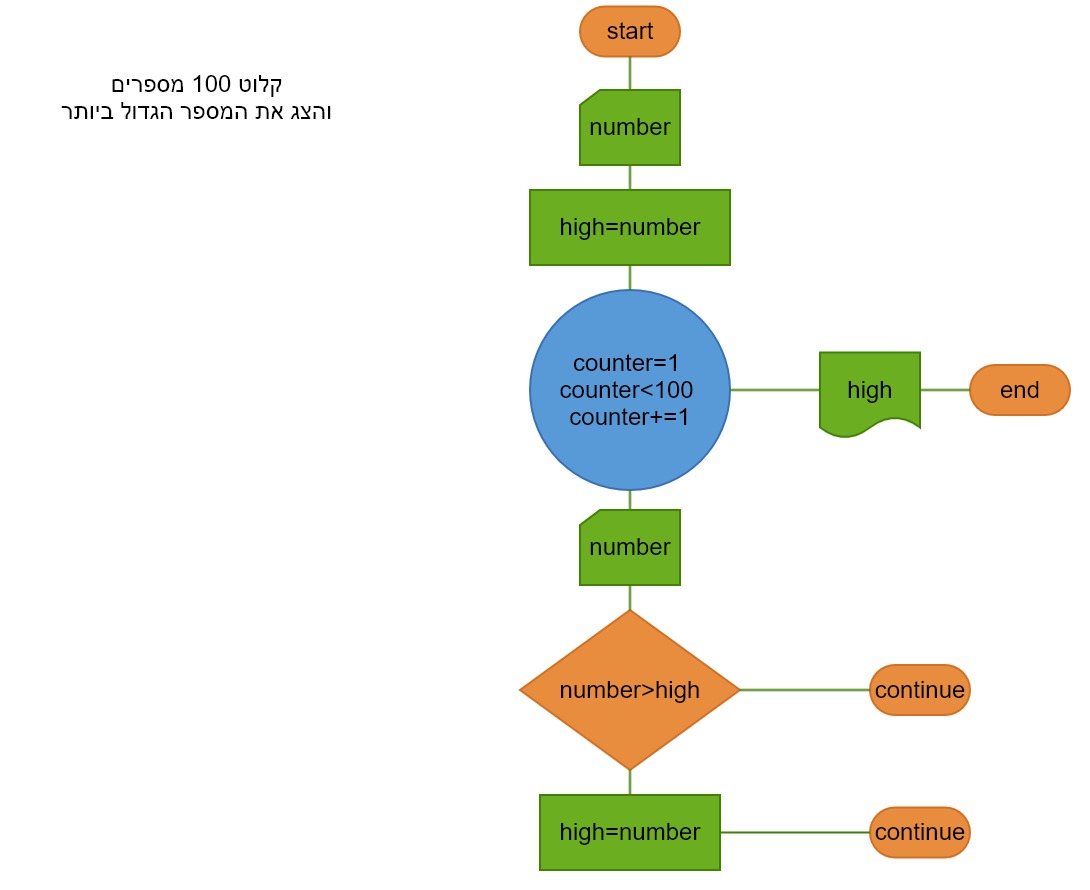 start
קלוט 100 מספרים
והצג את המספר הגדול ביותר
number
high=number
counter=1
counter<100
counter+=1
high
end
number
number>high
continue
high=number
continue